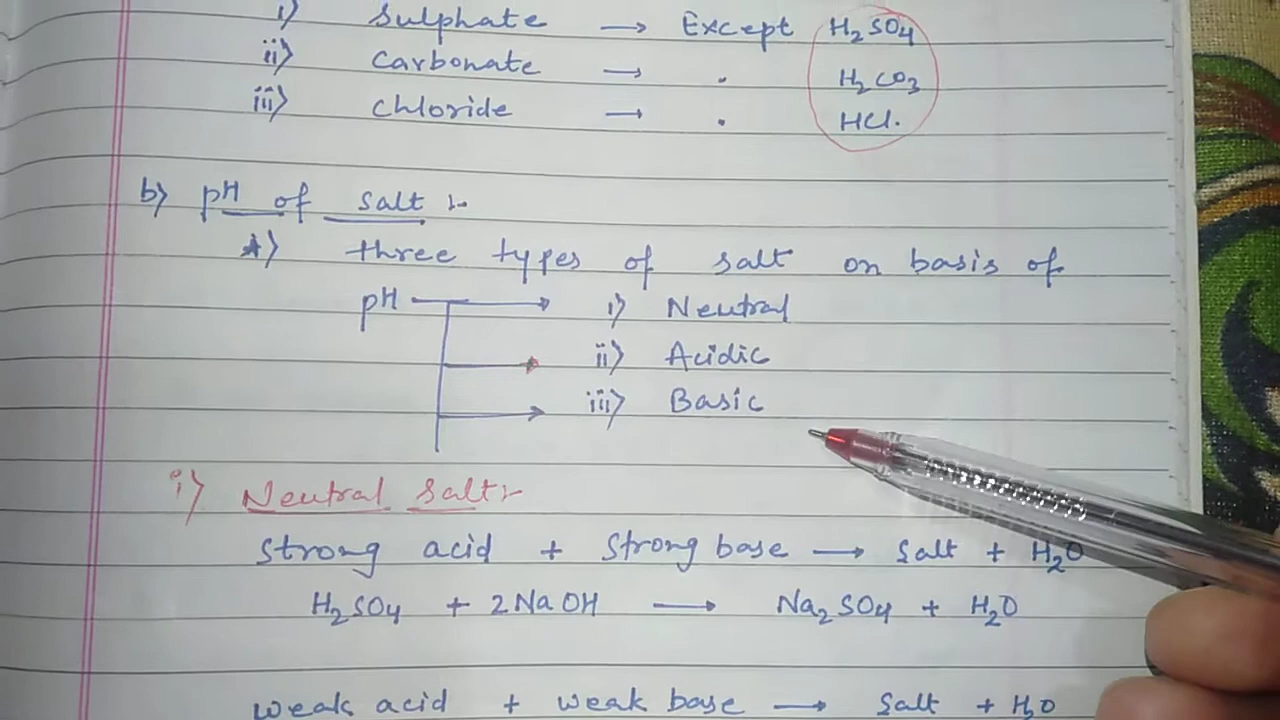 i) Sulphate → Except H₂SO₄
ii) Carbonate → . H₂CO₃
iii) Chloride → . HCl.
b) pH of salt :-
A) three types of salt on basis of
pH → i) Neutral
→ ii) Acidic
→ iii) Basic
i) Neutral salt :-
Strong acid + Strong base → Salt + H₂O
H₂SO₄ + 2NaOH → Na₂SO₄ + H₂O
weak acid + weak base → Salt + H₂O